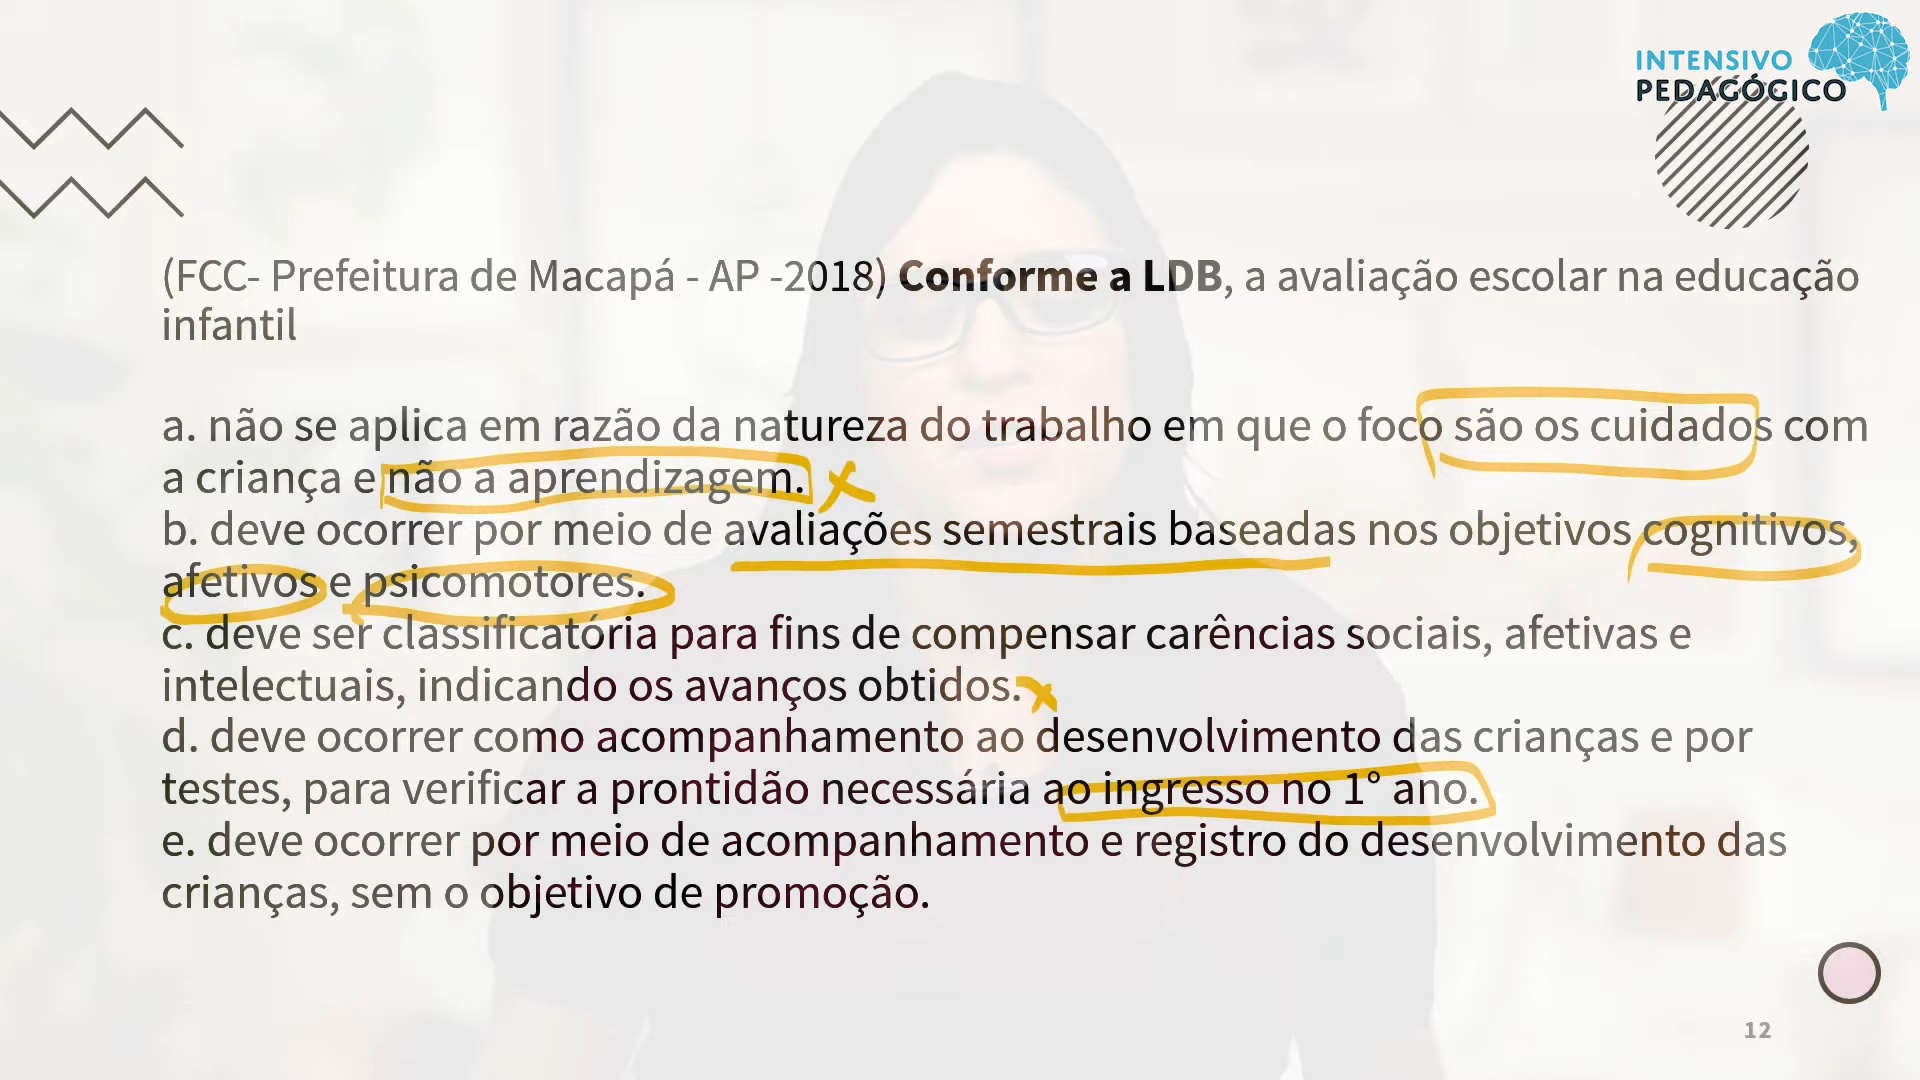 INTENSIVO
PEDAGÓGICO
(FCC- Prefeitura de Macapá - AP -2018) Conforme a LDB, a avaliação escolar na educação
infantil
a. não se aplica em razão da natureza do trabalho em que o foco são os cuidados com
a criança e não a aprendizagem.
b. deve ocorrer por meio de avaliações semestrais baseadas nos objetivos cognitivos,
afetivos e psicomotores.
c. deve ser classificatória para fins de compensar carências sociais, afetivas e
intelectuais, indicando os avanços obtidos.
d. deve ocorrer como acompanhamento ao desenvolvimento das crianças e por
testes, para verificar a prontidão necessária ao ingresso no 1° ano.
e. deve ocorrer por meio de acompanhamento e registro do desenvolvimento das
crianças, sem o objetivo de promoção.
12